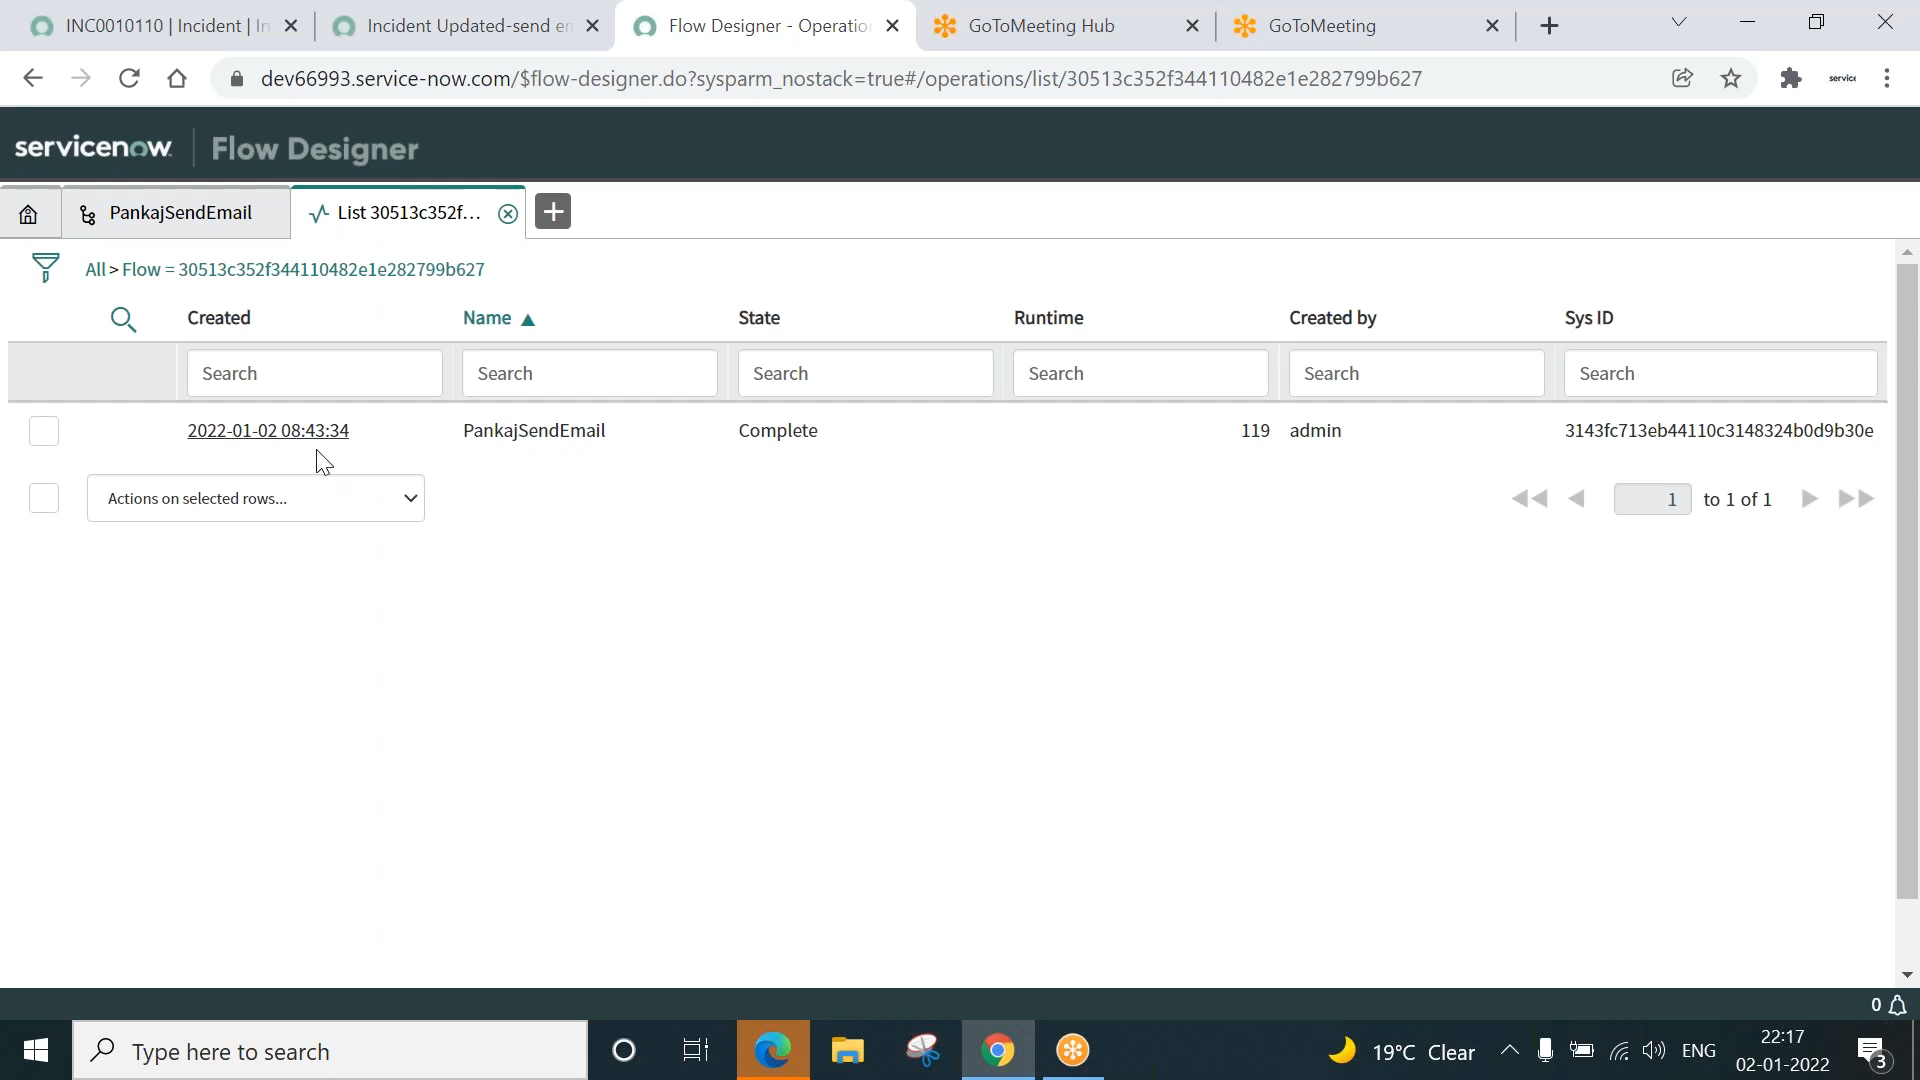 INC0010110 | Incident | In
Incident Updated-send en
Flow Designer - Operatio
GoToMeeting Hub
GoToMeeting
dev66993.service-now.com/$flow-designer.do?sysparm_nostack=true#/operations/list/30513c352f344110482e1e282799b627
service
servicenow
Flow Designer
PankajSendEmail
List 30513c352f...
All > Flow = 30513c352f344110482e1e282799b627
Created Name ▲ State Runtime Created by Sys ID
Search Search Search Search Search Search
2022-01-02 08:43:34 PankajSendEmail Complete 119 admin 3143fc713eb44110c3148324b0d9b30e
Actions on selected rows...
1 to 1 of 1
0
Type here to search
19°C Clear
ENG
22:17
02-01-2022
3